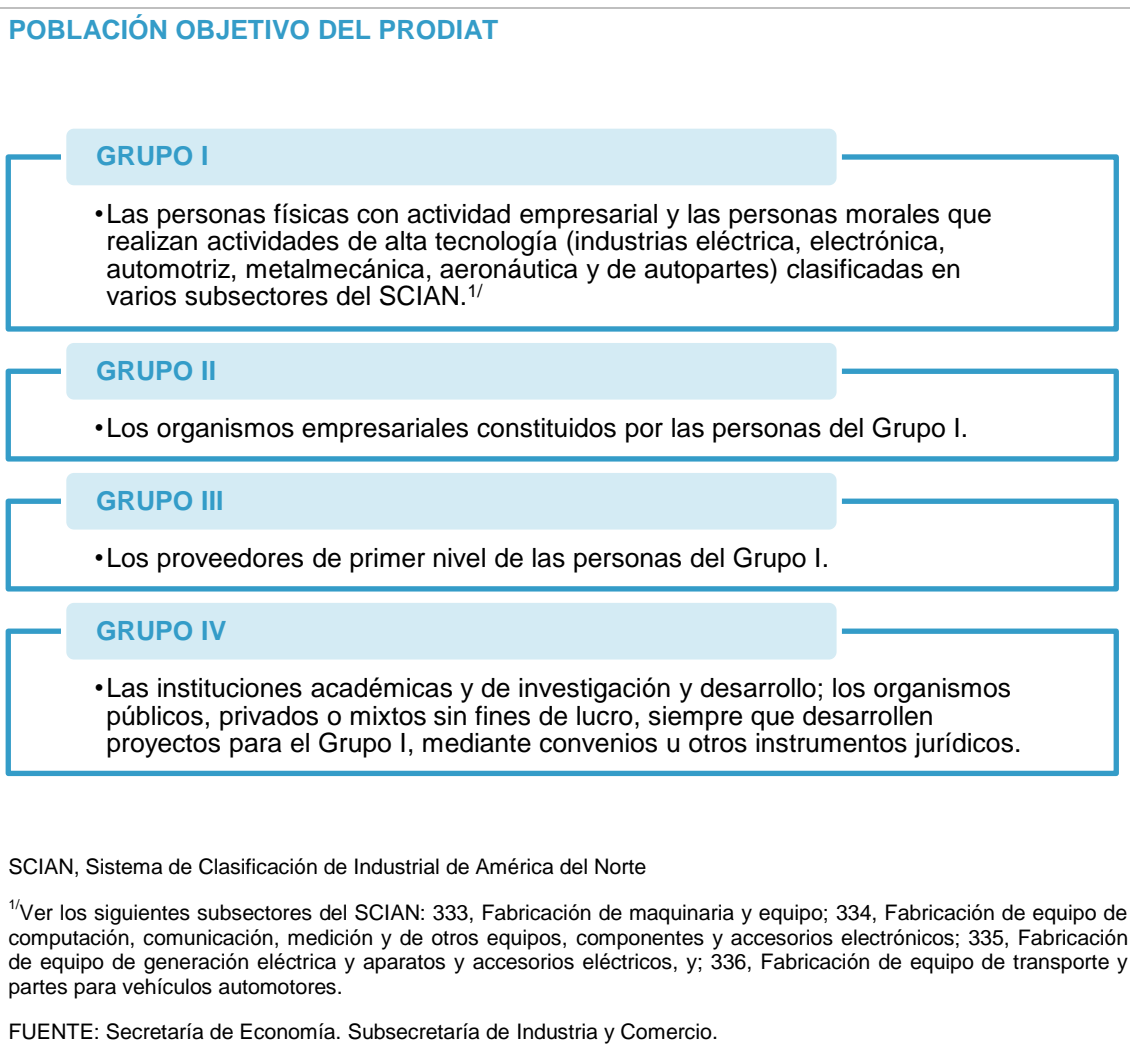 POBLACIÓN OBJETIVO DEL PRODIAT
GRUPO I
•Las personas físicas con actividad empresarial y las personas morales que
realizan actividades de alta tecnología (industrias eléctrica, electrónica,
automotriz, metalmecánica, aeronáutica y de autopartes) clasificadas en
varios subsectores del SCIAN.1/
GRUPO II
•Los organismos empresariales constituidos por las personas del Grupo I.
GRUPO III
•Los proveedores de primer nivel de las personas del Grupo I.
GRUPO IV
•Las instituciones académicas y de investigación y desarrollo; los organismos
públicos, privados o mixtos sin fines de lucro, siempre que desarrollen
proyectos para el Grupo I, mediante convenios u otros instrumentos jurídicos.
SCIAN, Sistema de Clasificación de Industrial de América del Norte
1/Ver los siguientes subsectores del SCIAN: 333, Fabricación de maquinaria y equipo; 334, Fabricación de equipo de
computación, comunicación, medición y de otros equipos, componentes y accesorios electrónicos; 335, Fabricación
de equipo de generación eléctrica y aparatos y accesorios eléctricos, y; 336, Fabricación de equipo de transporte y
partes para vehículos automotores.
FUENTE: Secretaría de Economía. Subsecretaría de Industria y Comercio.